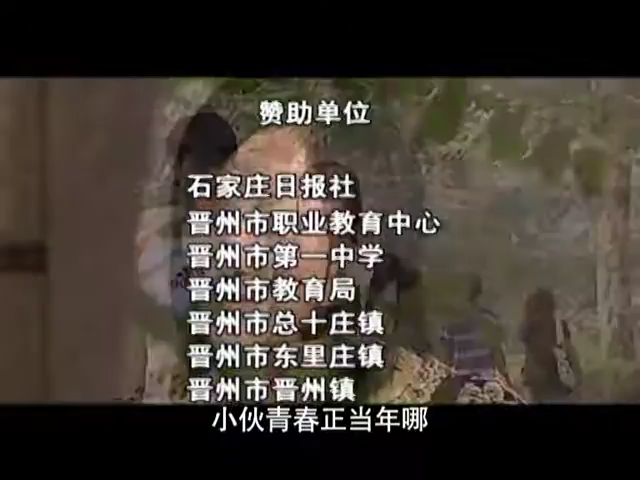 赞助单位
石家庄日报社
晋州市职业教育中心
晋州市第一中学
晋州市教育局
晋州市总十庄镇
晋州市东里庄镇
晋州市晋州镇
小伙青春正当年哪